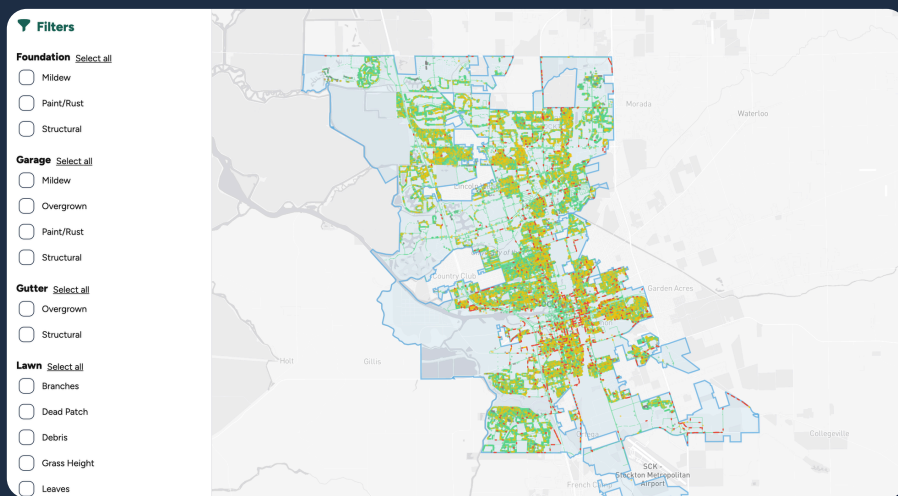 Filters
Foundation Select all
Mildew
Paint/Rust
Structural
Garage Select all
Mildew
Overgrown
Paint/Rust
Structural
Gutter Select all
Overgrown
Structural
Lawn Select all
Branches
Dead Patch
Debris
Grass Height
Leaves
Morada
Waterloo
Lincoln
Country Club
Garden Acres
Holt
Gillis
Collegeville
SCK -
Stockton Metropolitan
Airport
French Camp